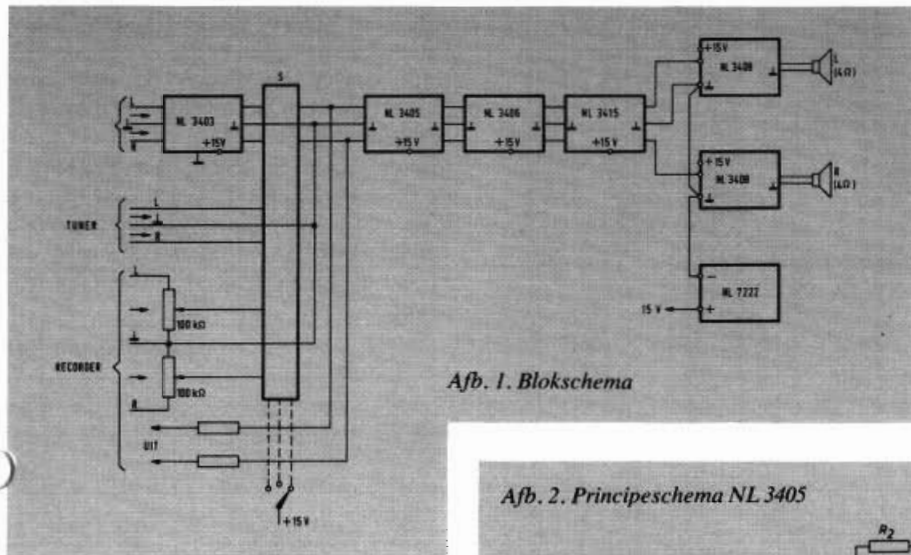 S
L
NL 3403
+15V
NL 3405
+15V
NL 3406
+15V
NL 3415
+15V
+15V
NL 3408
L
(4Ω)
+15V
NL 3408
R
(4Ω)
NL 7222
15 V
−
+
TUNER
L
R
RECORDER
L
100 kΩ
100 kΩ
R
UIT
+15V
Afb. 1. Blokschema
Afb. 2. Principeschema NL 3405
R2